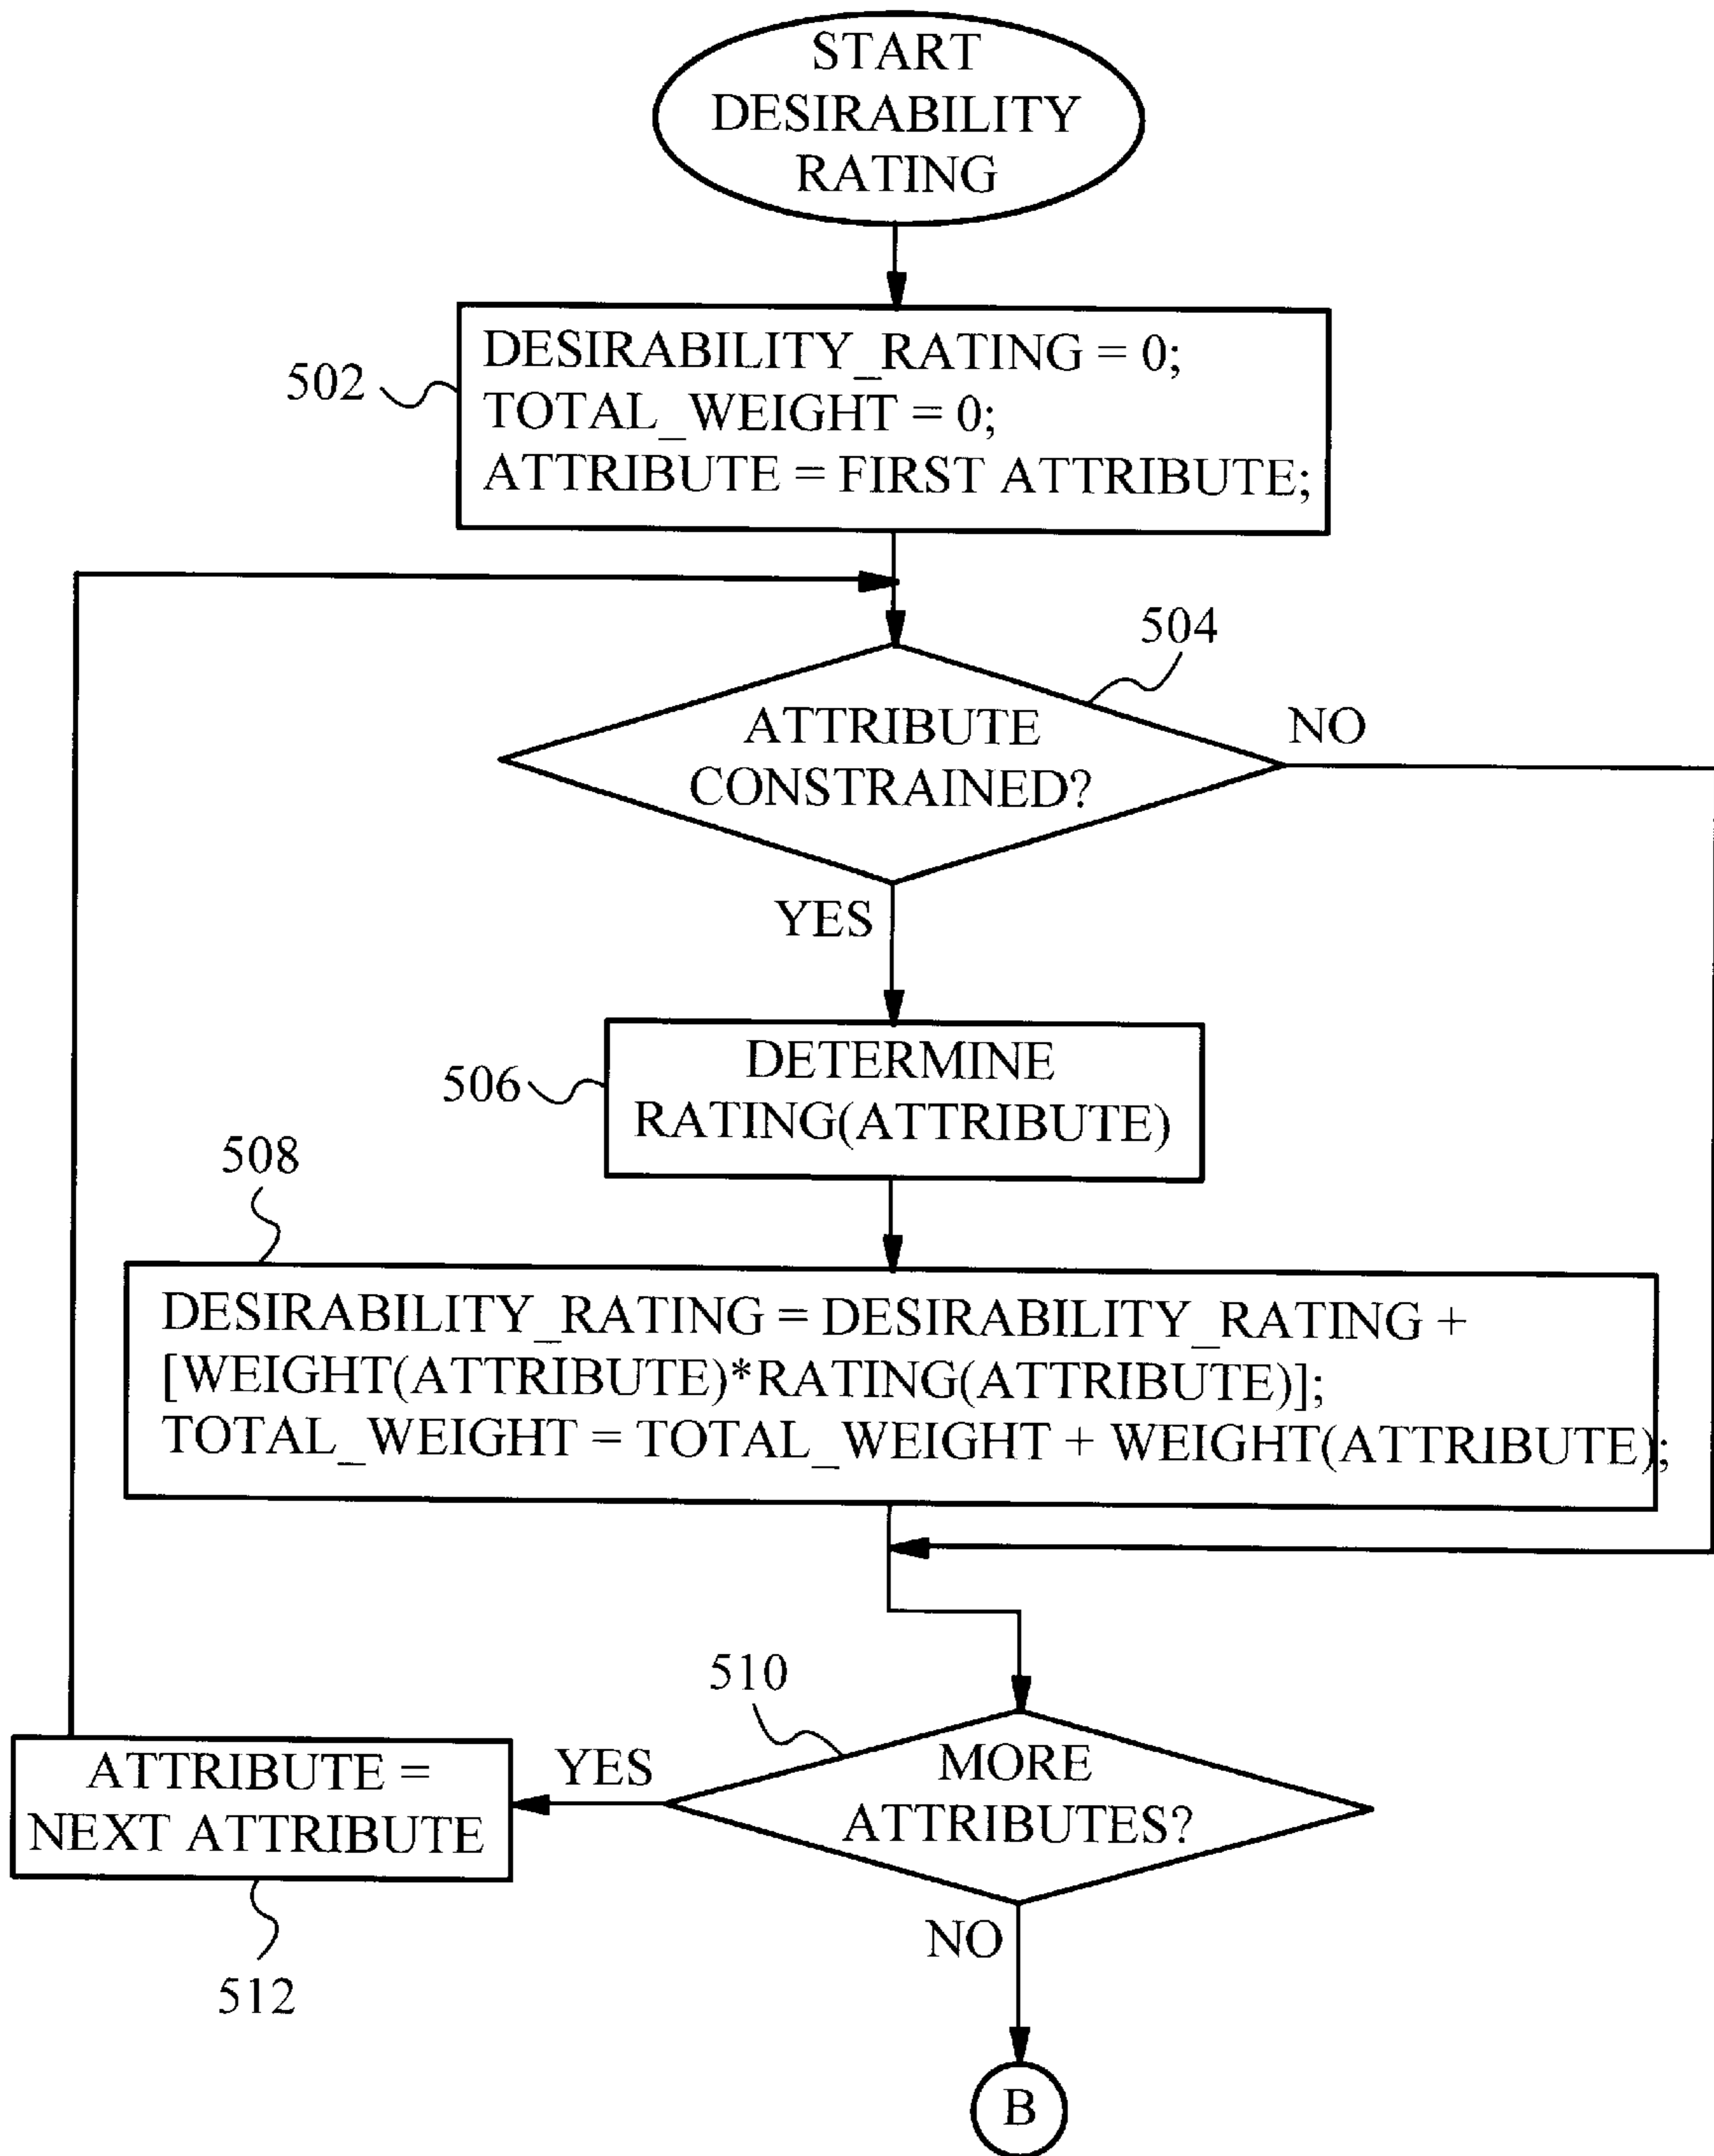 START
DESIRABILITY
RATING
502
DESIRABILITY_RATING = 0;
TOTAL_WEIGHT = 0;
ATTRIBUTE = FIRST ATTRIBUTE;
504
ATTRIBUTE
CONSTRAINED?
NO
YES
506
DETERMINE
RATING(ATTRIBUTE)
508
DESIRABILITY_RATING = DESIRABILITY_RATING +
[WEIGHT(ATTRIBUTE)*RATING(ATTRIBUTE)];
TOTAL_WEIGHT = TOTAL_WEIGHT + WEIGHT(ATTRIBUTE);
510
MORE
ATTRIBUTES?
YES
ATTRIBUTE =
NEXT ATTRIBUTE
512
NO
B